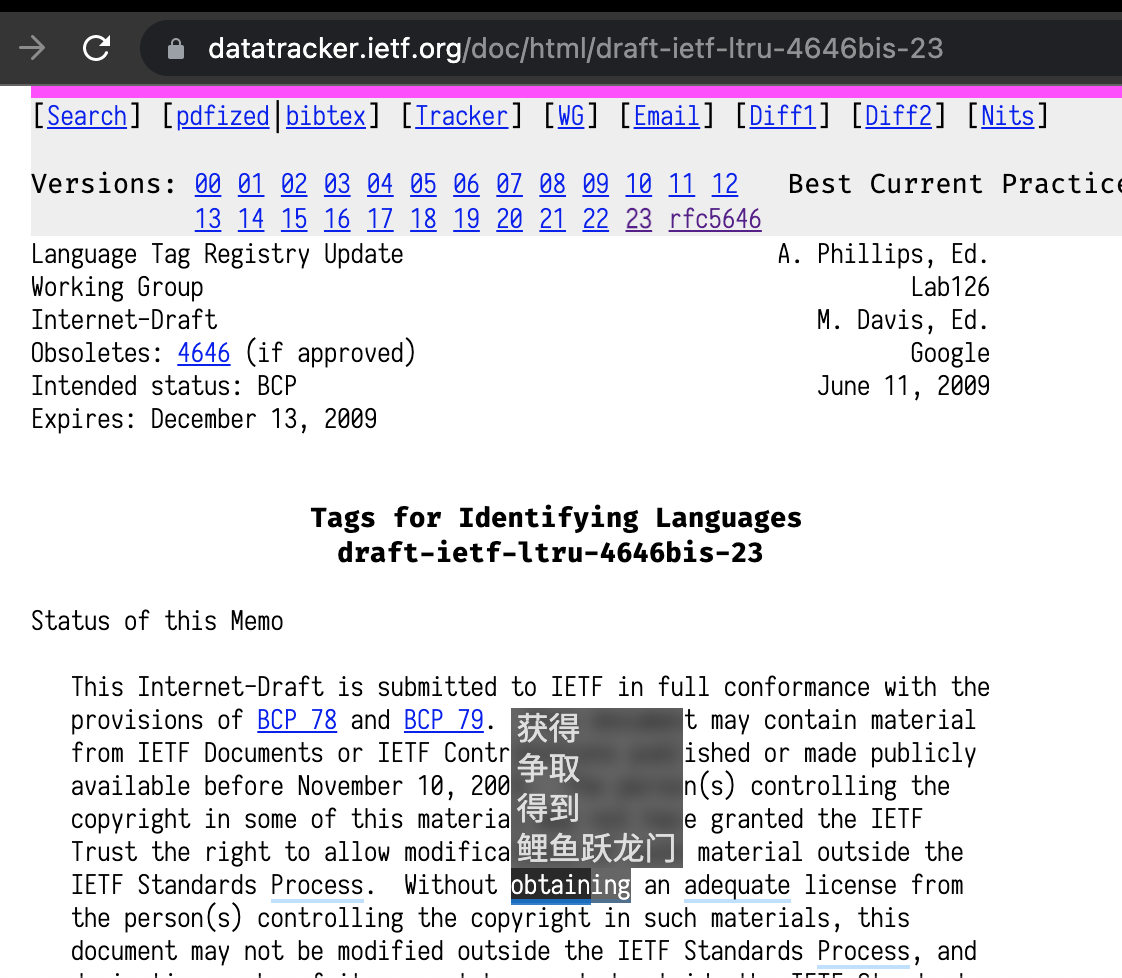 datatracker.ietf.org/doc/html/draft-ietf-ltru-4646bis-23
[Search] [pdfized|bibtex] [Tracker] [WG] [Email] [Diff1] [Diff2] [Nits]
Versions: 00 01 02 03 04 05 06 07 08 09 10 11 12 Best Current Practice
13 14 15 16 17 18 19 20 21 22 23 rfc5646
Language Tag Registry Update A. Phillips, Ed.
Working Group Lab126
Internet-Draft M. Davis, Ed.
Obsoletes: 4646 (if approved) Google
Intended status: BCP June 11, 2009
Expires: December 13, 2009
Tags for Identifying Languages
draft-ietf-ltru-4646bis-23
Status of this Memo
This Internet-Draft is submitted to IETF in full conformance with the
provisions of BCP 78 and BCP 79. t may contain material
from IETF Documents or IETF Contr ished or made publicly
available before November 10, 200 n(s) controlling the
copyright in some of this materia e granted the IETF
Trust the right to allow modifica material outside the
获得
争取
得到
鲤鱼跃龙门
IETF Standards Process. Without obtaining an adequate license from
the person(s) controlling the copyright in such materials, this
document may not be modified outside the IETF Standards Process, and